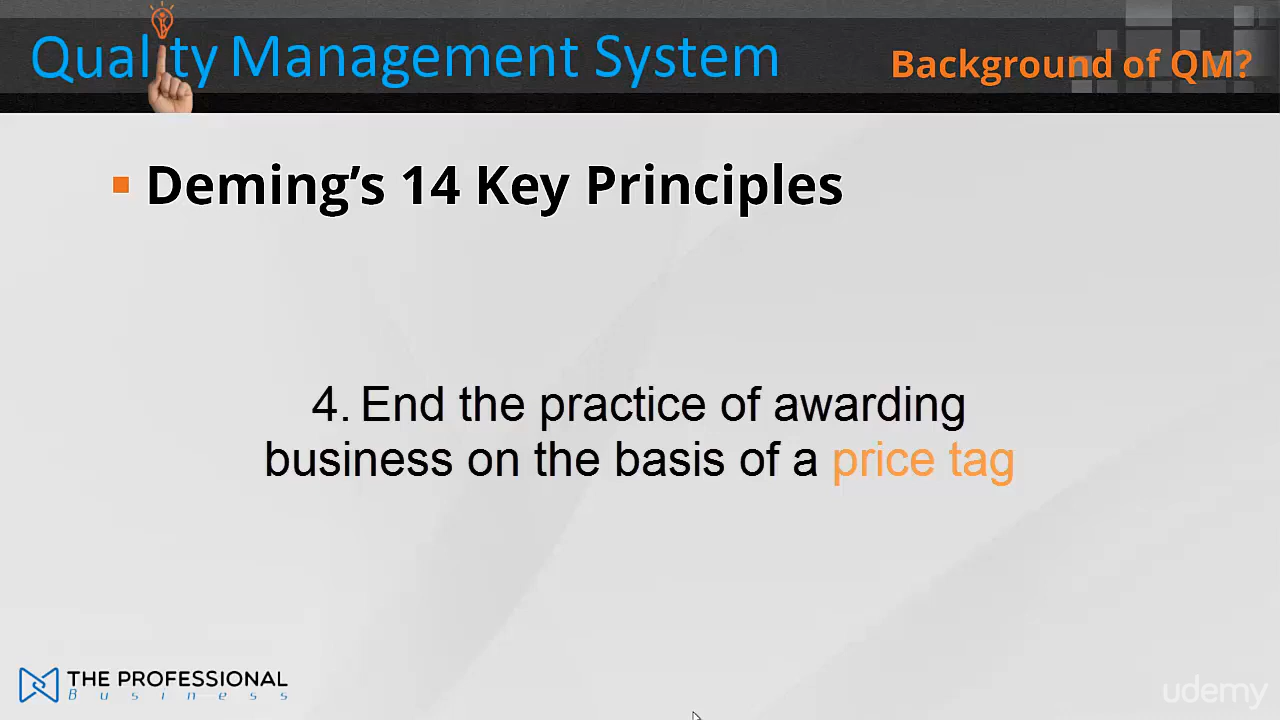 Quality Management System
Background of QM?
Deming's 14 Key Principles
4. End the practice of awarding
business on the basis of a price tag
THE PROFESSIONAL
Business
udemy